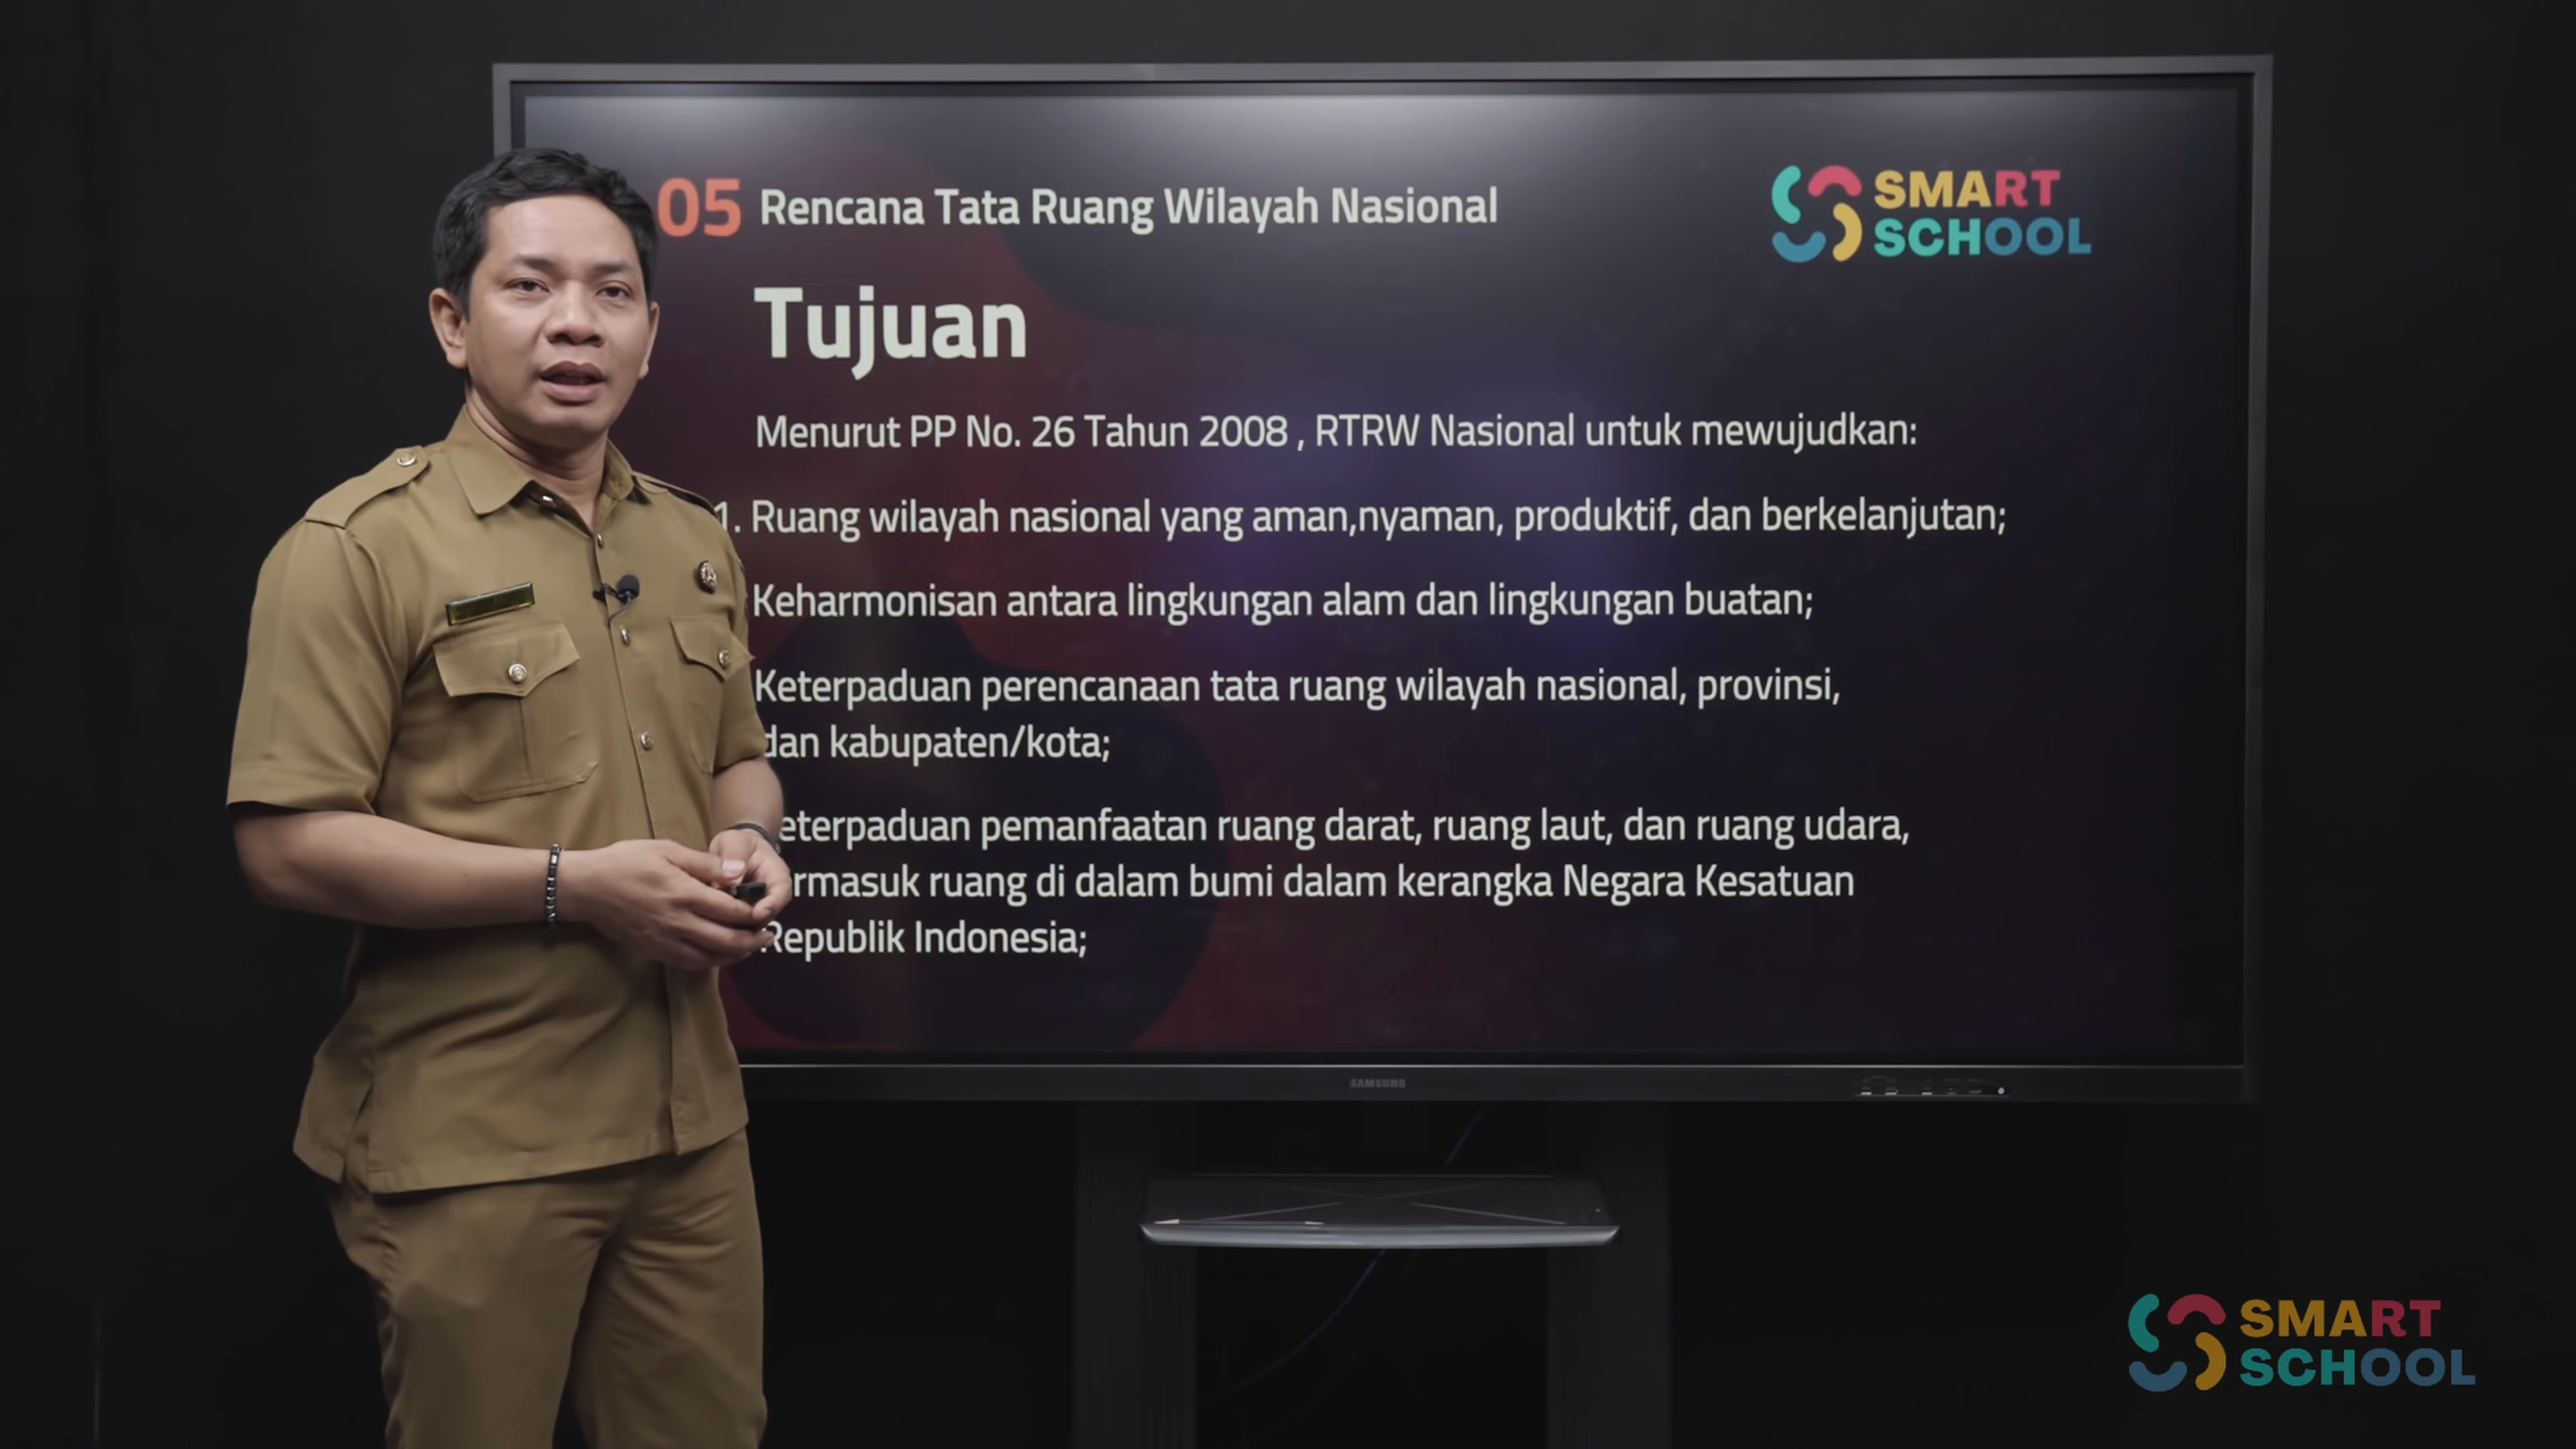 05 Rencana Tata Ruang Wilayah Nasional
SMART
SCHOOL
Tujuan
Menurut PP No. 26 Tahun 2008 , RTRW Nasional untuk mewujudkan:
1. Ruang wilayah nasional yang aman,nyaman, produktif, dan berkelanjutan;
Keharmonisan antara lingkungan alam dan lingkungan buatan;
Keterpaduan perencanaan tata ruang wilayah nasional, provinsi,
dan kabupaten/kota;
eterpaduan pemanfaatan ruang darat, ruang laut, dan ruang udara,
rmasuk ruang di dalam bumi dalam kerangka Negara Kesatuan
Republik Indonesia;
SAMSUNG
SMART
SCHOOL